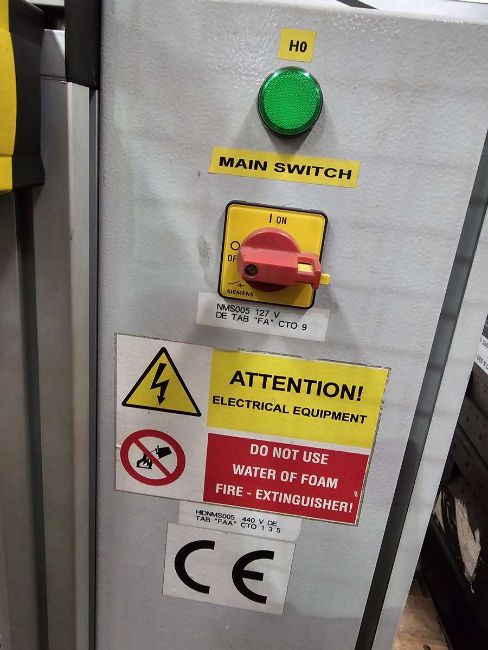 H0
MAIN SWITCH
I ON
O
OF
SIEMENS
NMS005 127 V
DE TAB "FA" CTO 9
ATTENTION!
ELECTRICAL EQUIPMENT
DO NOT USE
WATER OF FOAM
FIRE - EXTINGUISHER!
HIDNMS005 440 V DE
TAB "FAA" CTO 1 3 5
CE